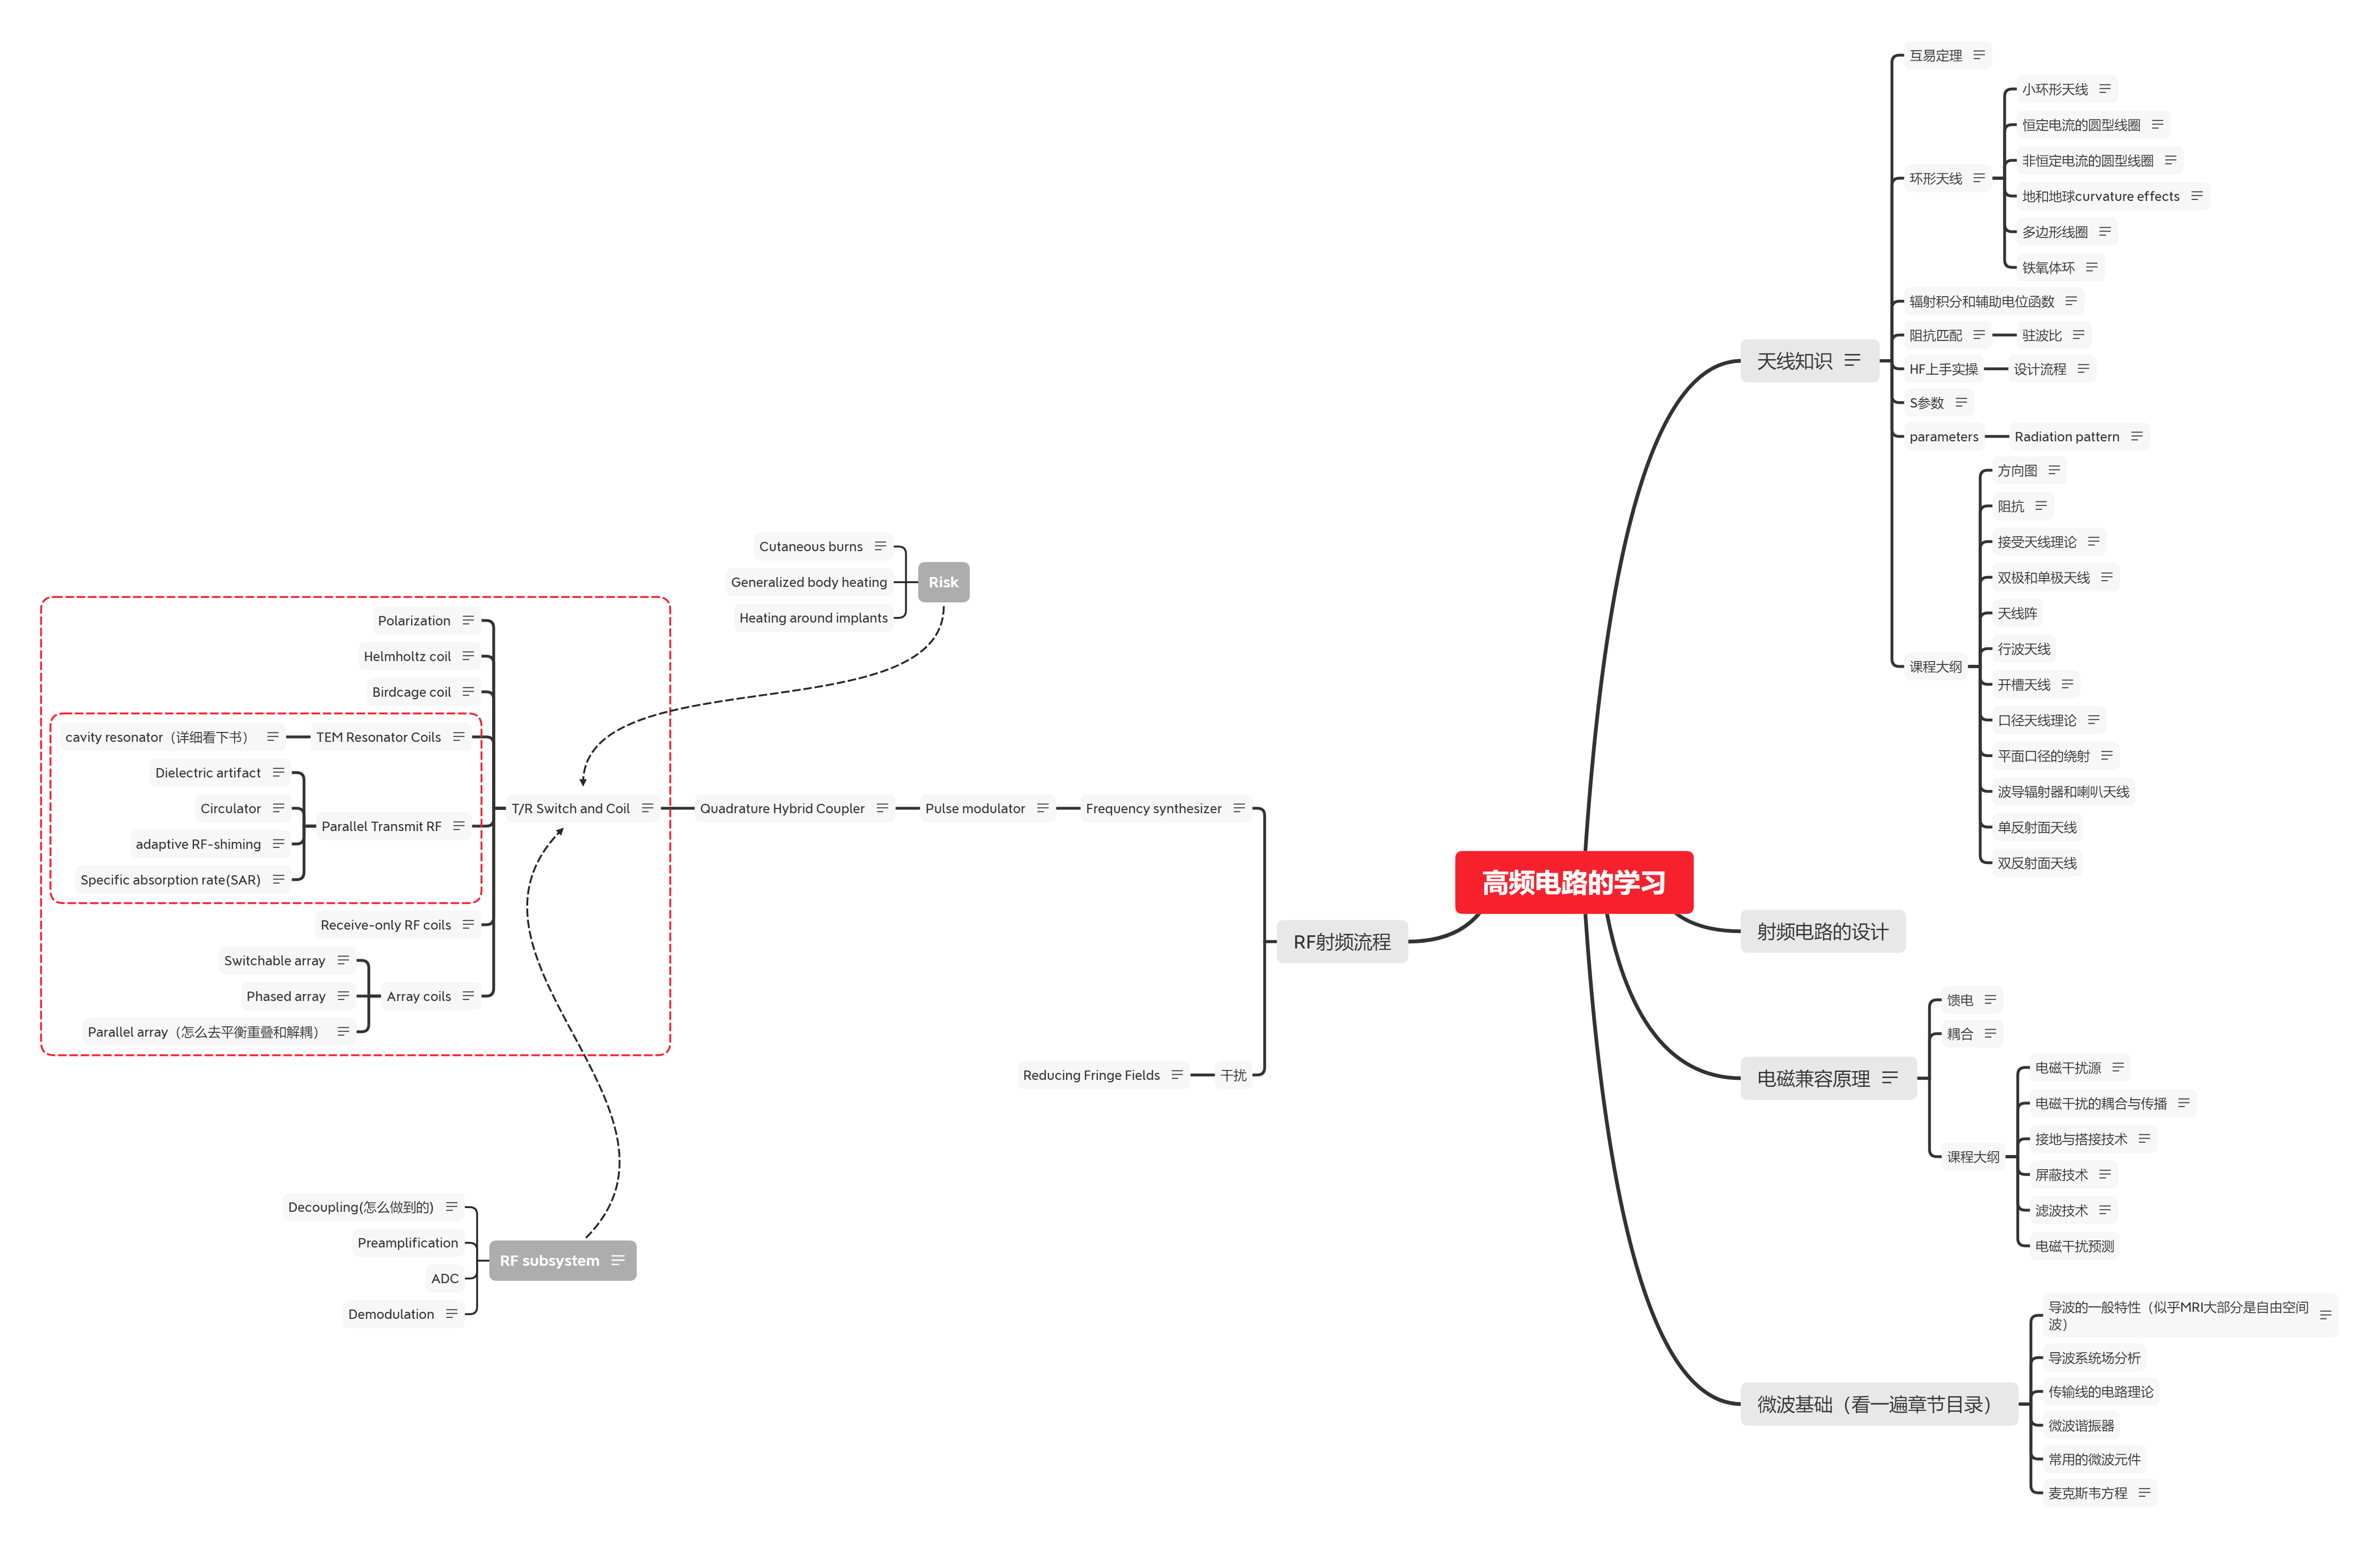 高频电路的学习
天线知识
互易定理
环形天线
小环形天线
恒定电流的圆型线圈
非恒定电流的圆型线圈
地和地球curvature effects
多边形线圈
铁氧体环
辐射积分和辅助电位函数
阻抗匹配
驻波比
HF上手实操
设计流程
S参数
parameters
Radiation pattern
课程大纲
方向图
阻抗
接受天线理论
双极和单极天线
天线阵
行波天线
开槽天线
口径天线理论
平面口径的绕射
波导辐射器和喇叭天线
单反射面天线
双反射面天线
射频电路的设计
电磁兼容原理
馈电
耦合
课程大纲
电磁干扰源
电磁干扰的耦合与传播
接地与搭接技术
屏蔽技术
滤波技术
电磁干扰预测
微波基础（看一遍章节目录）
导波的一般特性（似乎MRI大部分是自由空间
波）
导波系统场分析
传输线的电路理论
微波谐振器
常用的微波元件
麦克斯韦方程
RF射频流程
Frequency synthesizer
Pulse modulator
Quadrature Hybrid Coupler
T/R Switch and Coil
Polarization
Helmholtz coil
Birdcage coil
TEM Resonator Coils
cavity resonator（详细看下书）
Parallel Transmit RF
Dielectric artifact
Circulator
adaptive RF-shiming
Specific absorption rate(SAR)
Receive-only RF coils
Array coils
Switchable array
Phased array
Parallel array（怎么去平衡重叠和解耦）
干扰
Reducing Fringe Fields
Risk
Cutaneous burns
Generalized body heating
Heating around implants
RF subsystem
Decoupling(怎么做到的)
Preamplification
ADC
Demodulation